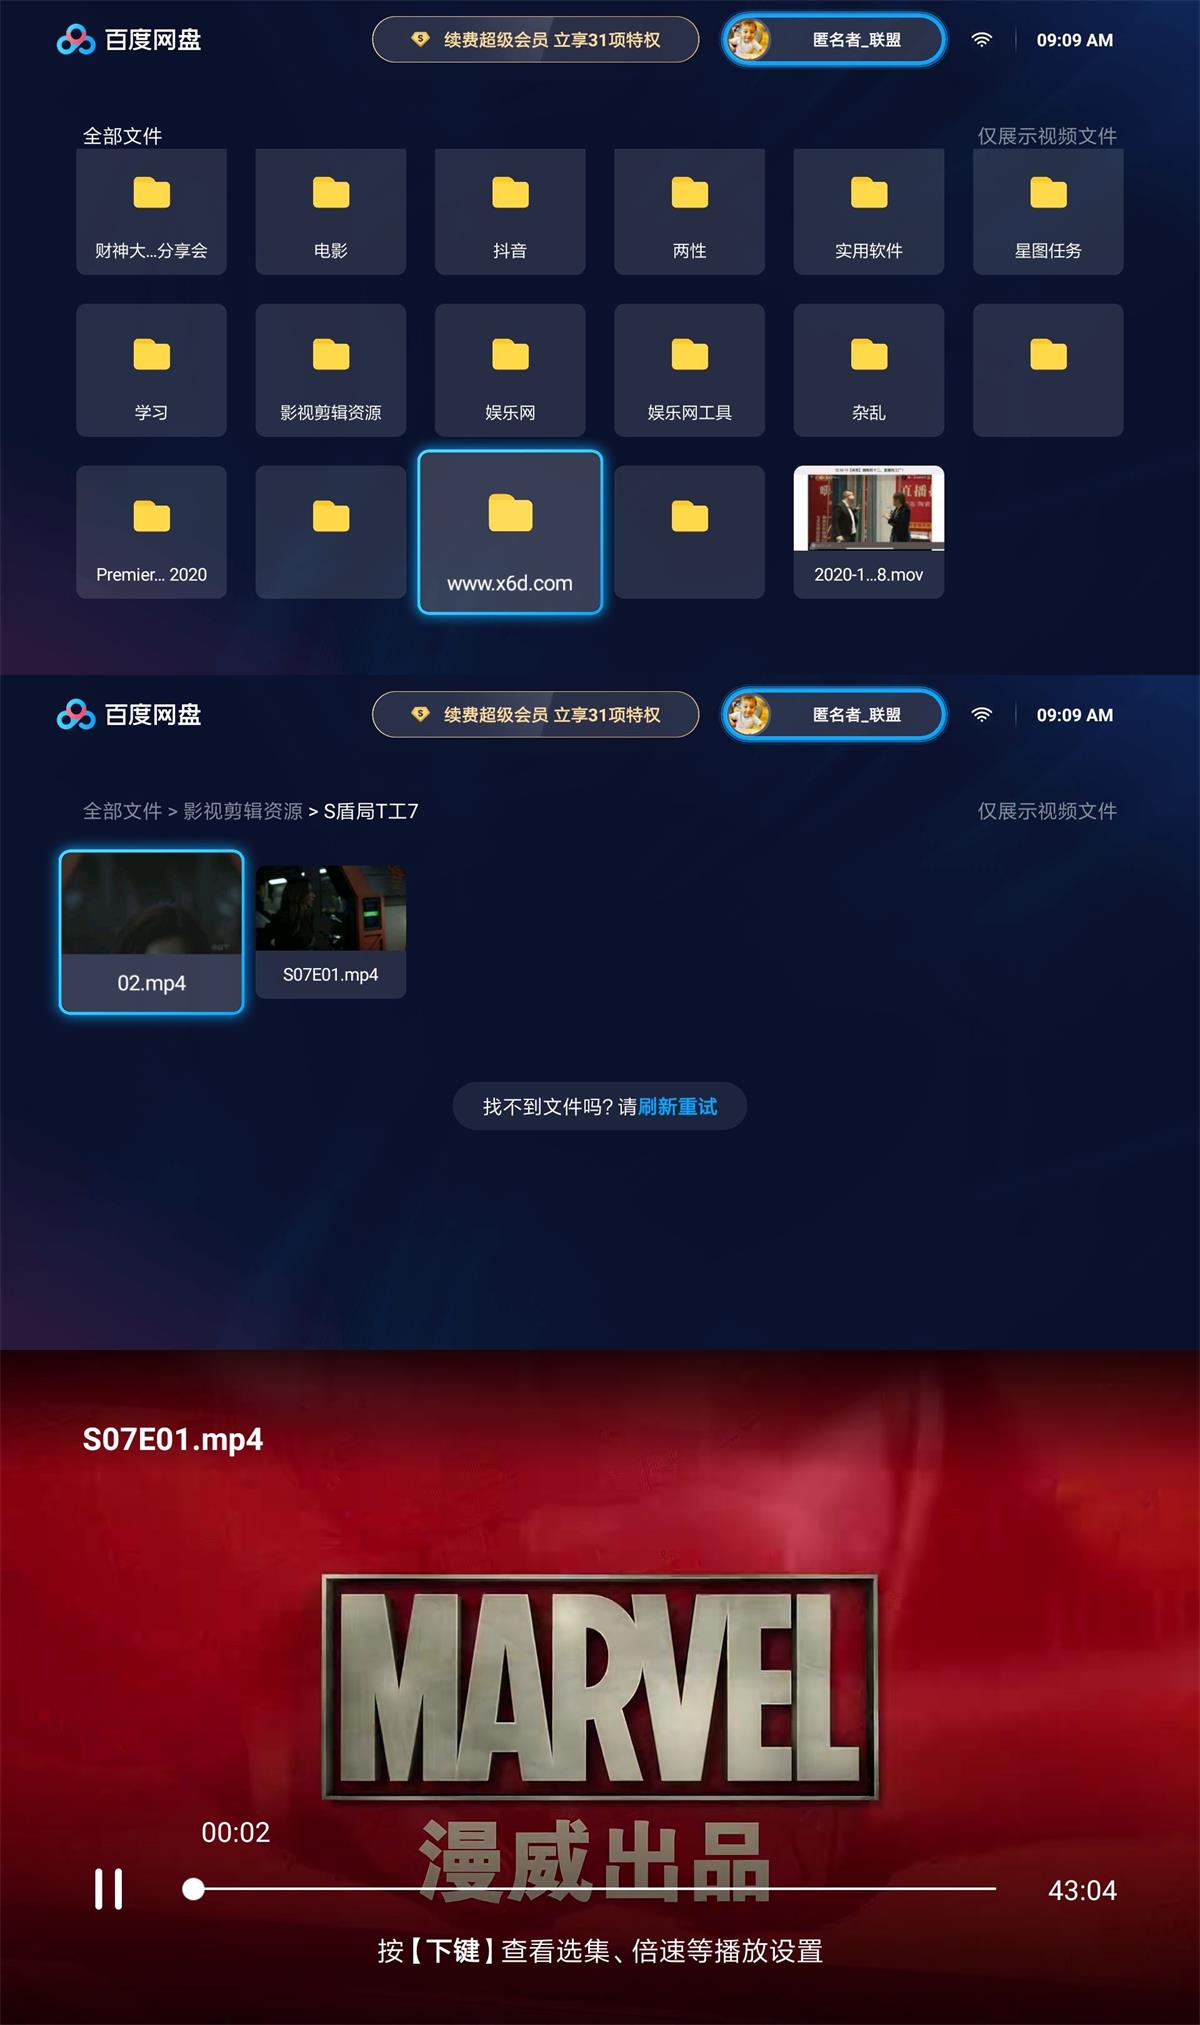 百度网盘
续费超级会员 立享31项特权
匿名者_联盟
09:09 AM
全部文件
仅展示视频文件
财神大...分享会
电影
抖音
两性
实用软件
星图任务
学习
影视剪辑资源
娱乐网
娱乐网工具
杂乱
Premier... 2020
www.x6d.com
2020-1...8.mov
百度网盘
续费超级会员 立享31项特权
匿名者_联盟
09:09 AM
全部文件 > 影视剪辑资源 > S盾局T工7
仅展示视频文件
02.mp4
S07E01.mp4
找不到文件吗? 请刷新重试
S07E01.mp4
MARVEL
漫威出品
00:02
43:04
按【下键】查看选集、倍速等播放设置